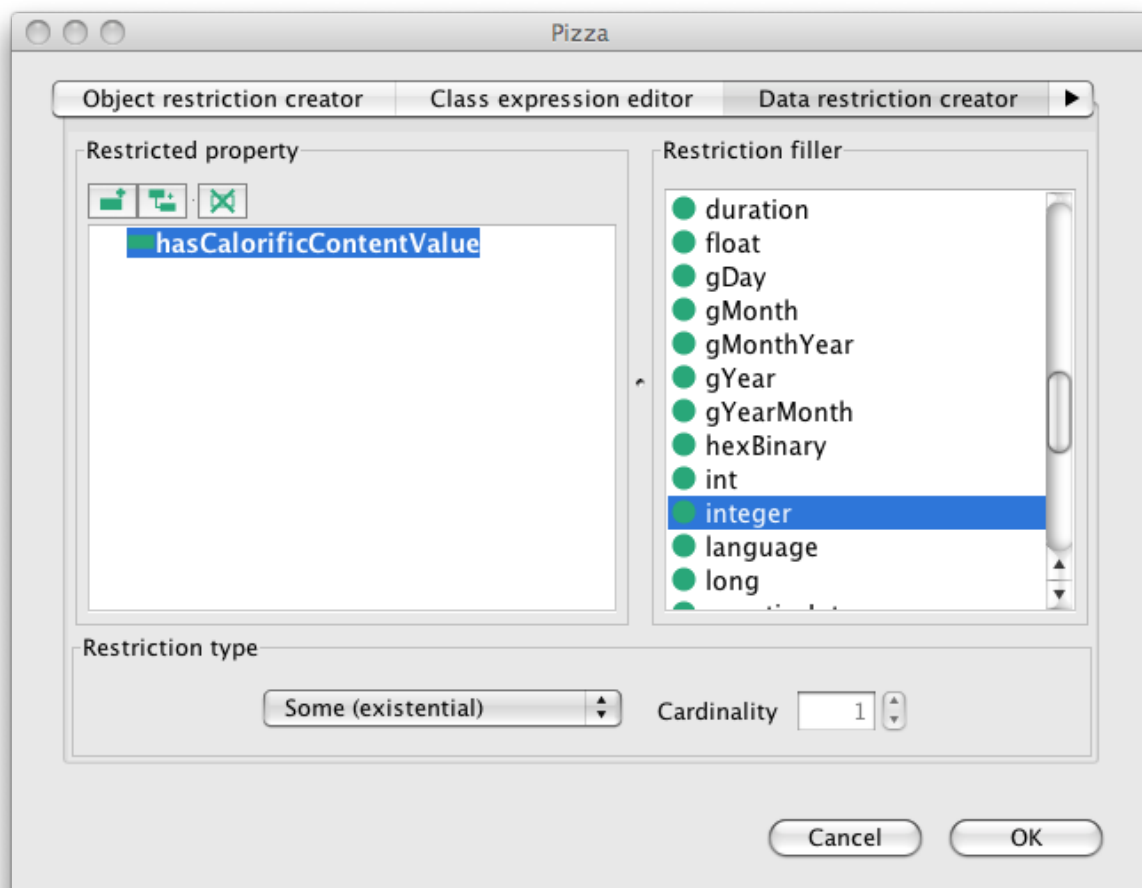 Pizza
Object restriction creator
Class expression editor
Data restriction creator
Restricted property
hasCalorificContentValue
Restriction filler
duration
float
gDay
gMonth
gMonthYear
gYear
gYearMonth
hexBinary
int
integer
language
long
Restriction type
Some (existential)
Cardinality
1
Cancel
OK